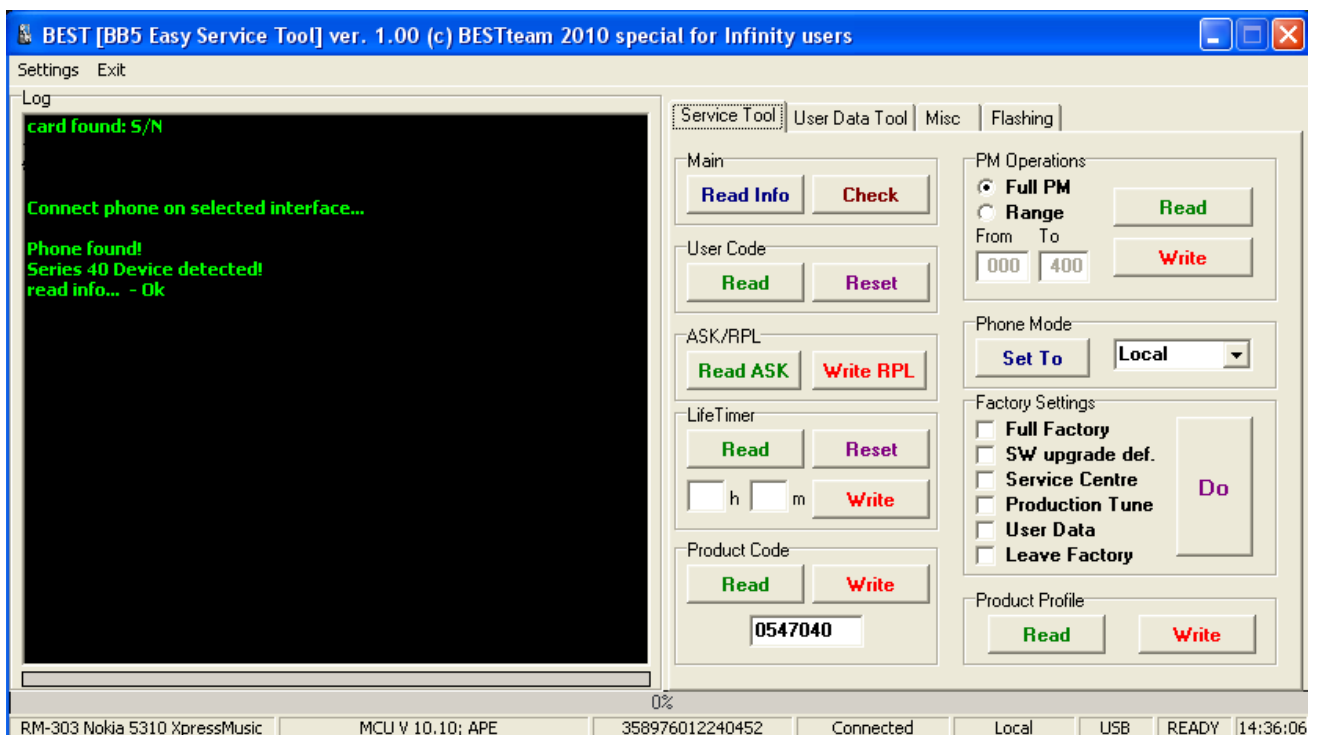 BEST [BB5 Easy Service Tool] ver. 1.00 (c) BESTteam 2010 special for Infinity users
Settings Exit
Log
card found: S/N
Connect phone on selected interface...
Phone found!
Series 40 Device detected!
read info... - Ok
Service Tool User Data Tool Misc Flashing
Main
Read Info Check
User Code
Read Reset
ASK/RPL
Read ASK Write RPL
LifeTimer
Read Reset
h m Write
Product Code
Read Write
0547040
PM Operations
Full PM
Range
From To
000 400
Read
Write
Phone Mode
Set To Local
Factory Settings
Full Factory
SW upgrade def.
Service Centre
Production Tune
User Data
Leave Factory
Do
Product Profile
Read Write
0%
RM-303 Nokia 5310 XpressMusic MCU V 10.10; APE 358976012240452 Connected Local USB READY 14:36:06